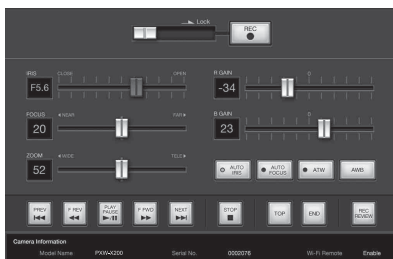 Lock
REC
IRIS CLOSE OPEN
F5.6
R GAIN 0
-34
FOCUS NEAR FAR
20
B GAIN 0
23
ZOOM WIDE TELE
52
AUTO IRIS
AUTO FOCUS
ATW
AWB
PREV
F REV
PLAY PAUSE
F FWD
NEXT
STOP
TOP
END
REC REVIEW
Camera Information
Model Name PXW-X200 Serial No. 0002076 Wi-Fi Remote Enable